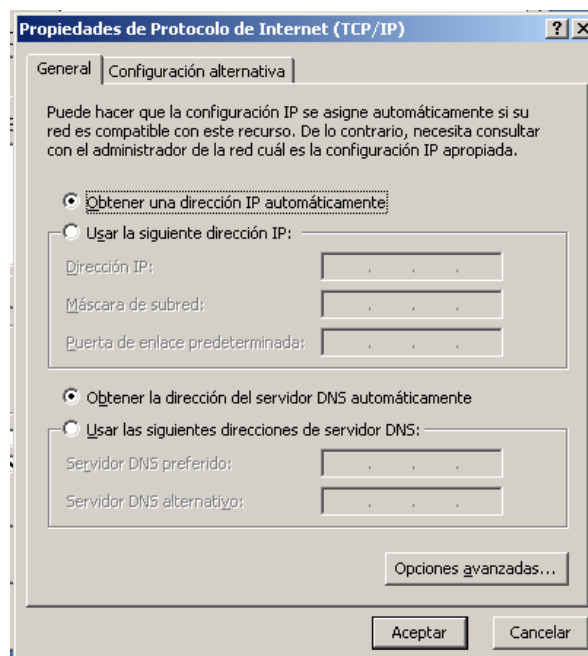 Propiedades de Protocolo de Internet (TCP/IP)
General
Configuración alternativa
Puede hacer que la configuración IP se asigne automáticamente si su
red es compatible con este recurso. De lo contrario, necesita consultar
con el administrador de la red cuál es la configuración IP apropiada.
Obtener una dirección IP automáticamente
Usar la siguiente dirección IP:
Dirección IP:
Máscara de subred:
Puerta de enlace predeterminada:
Obtener la dirección del servidor DNS automáticamente
Usar las siguientes direcciones de servidor DNS:
Servidor DNS preferido:
Servidor DNS alternativo:
Opciones avanzadas...
Aceptar
Cancelar